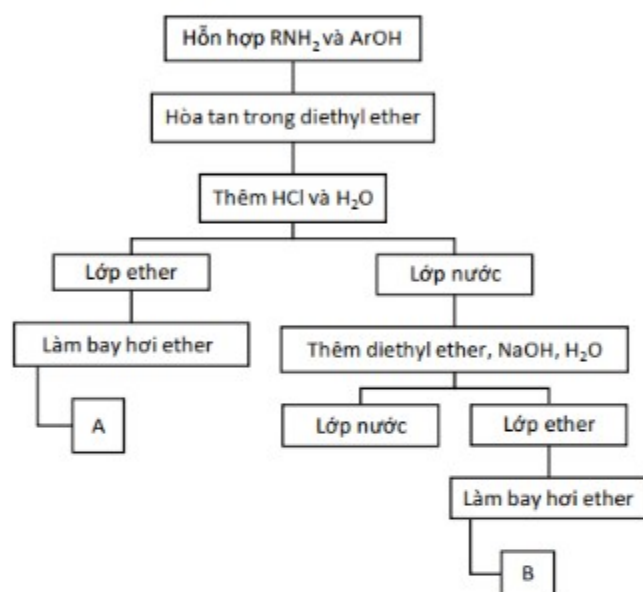 Hỗn hợp RNH₂ và ArOH
Hòa tan trong diethyl ether
Thêm HCl và H₂O
Lớp ether
Lớp nước
Làm bay hơi ether
Thêm diethyl ether, NaOH, H₂O
A
Lớp nước
Lớp ether
Làm bay hơi ether
B